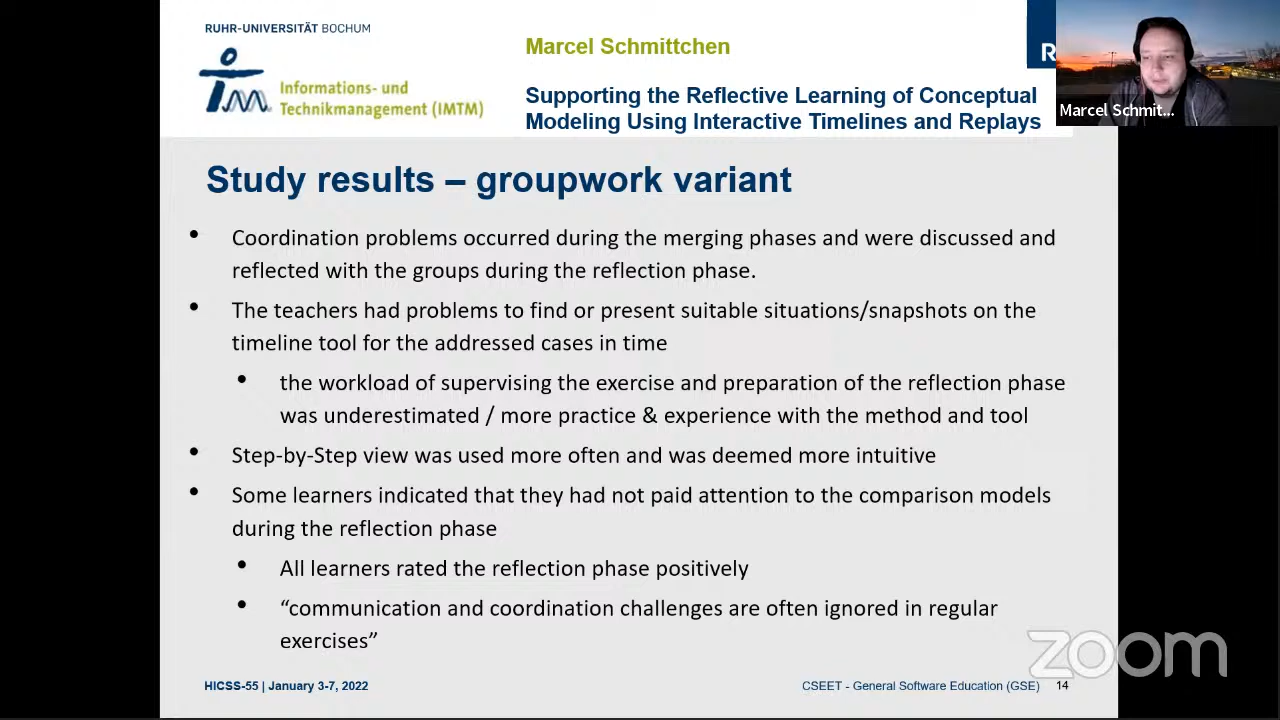 RUHR-UNIVERSITÄT BOCHUM
Informations- und
Technikmanagement (IMTM)
Marcel Schmittchen
Supporting the Reflective Learning of Conceptual
Modeling Using Interactive Timelines and Replays
R
Marcel Schmit...
Study results – groupwork variant
• Coordination problems occurred during the merging phases and were discussed and
reflected with the groups during the reflection phase.
• The teachers had problems to find or present suitable situations/snapshots on the
timeline tool for the addressed cases in time
• the workload of supervising the exercise and preparation of the reflection phase
was underestimated / more practice & experience with the method and tool
• Step-by-Step view was used more often and was deemed more intuitive
• Some learners indicated that they had not paid attention to the comparison models
during the reflection phase
• All learners rated the reflection phase positively
• “communication and coordination challenges are often ignored in regular
exercises”
zoom
HICSS-55 | January 3-7, 2022
CSEET - General Software Education (GSE)
14